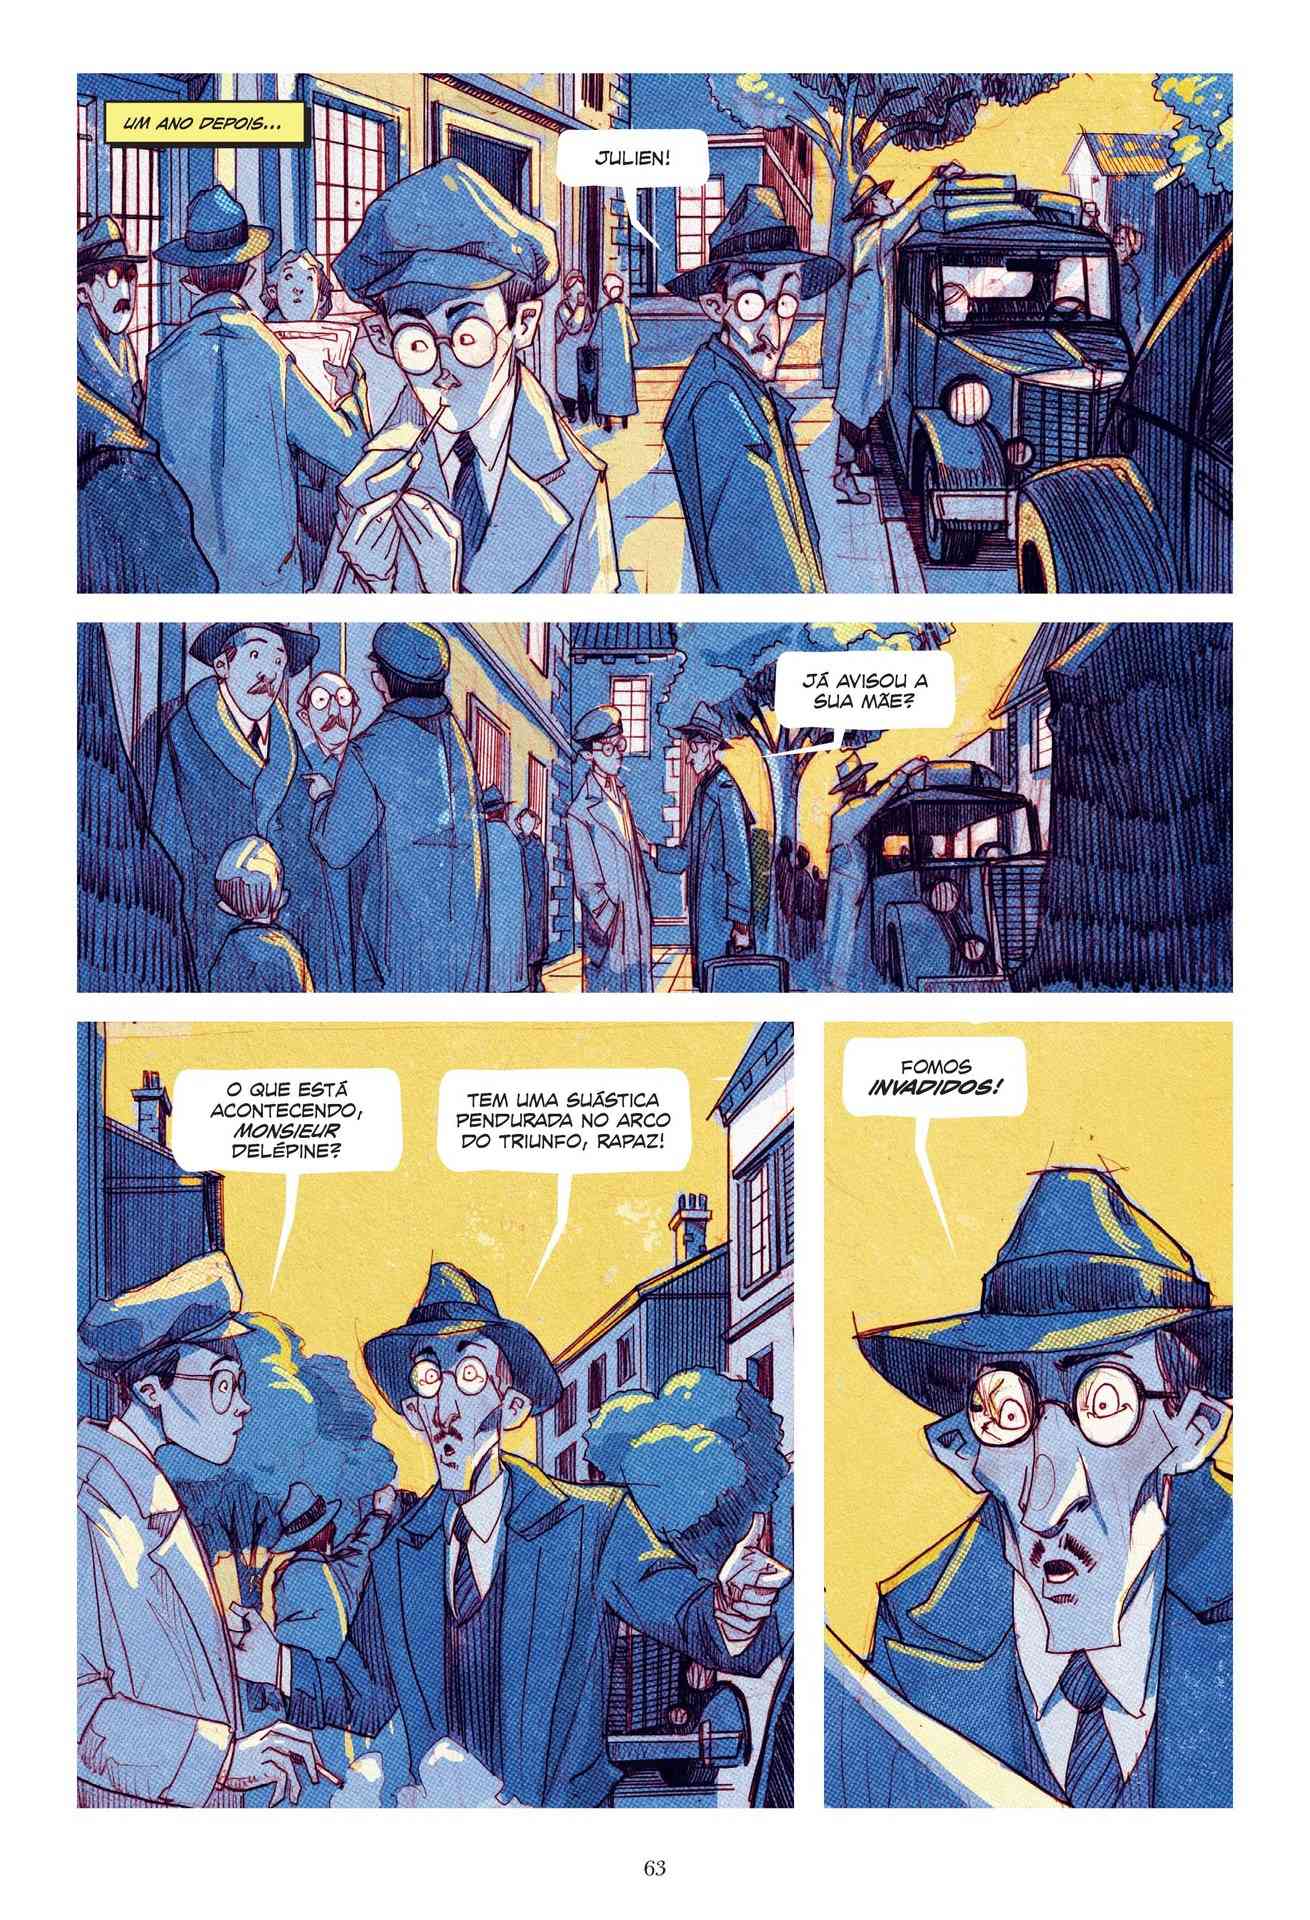 UM ANO DEPOIS...
JULIEN!
JÁ AVISOU A
SUA MÃE?
O QUE ESTÁ
ACONTECENDO,
MONSIEUR
DELÉPINE?
TEM UMA SUÁSTICA
PENDURADA NO ARCO
DO TRIUNFO, RAPAZ!
FOMOS
INVADIDOS!
63